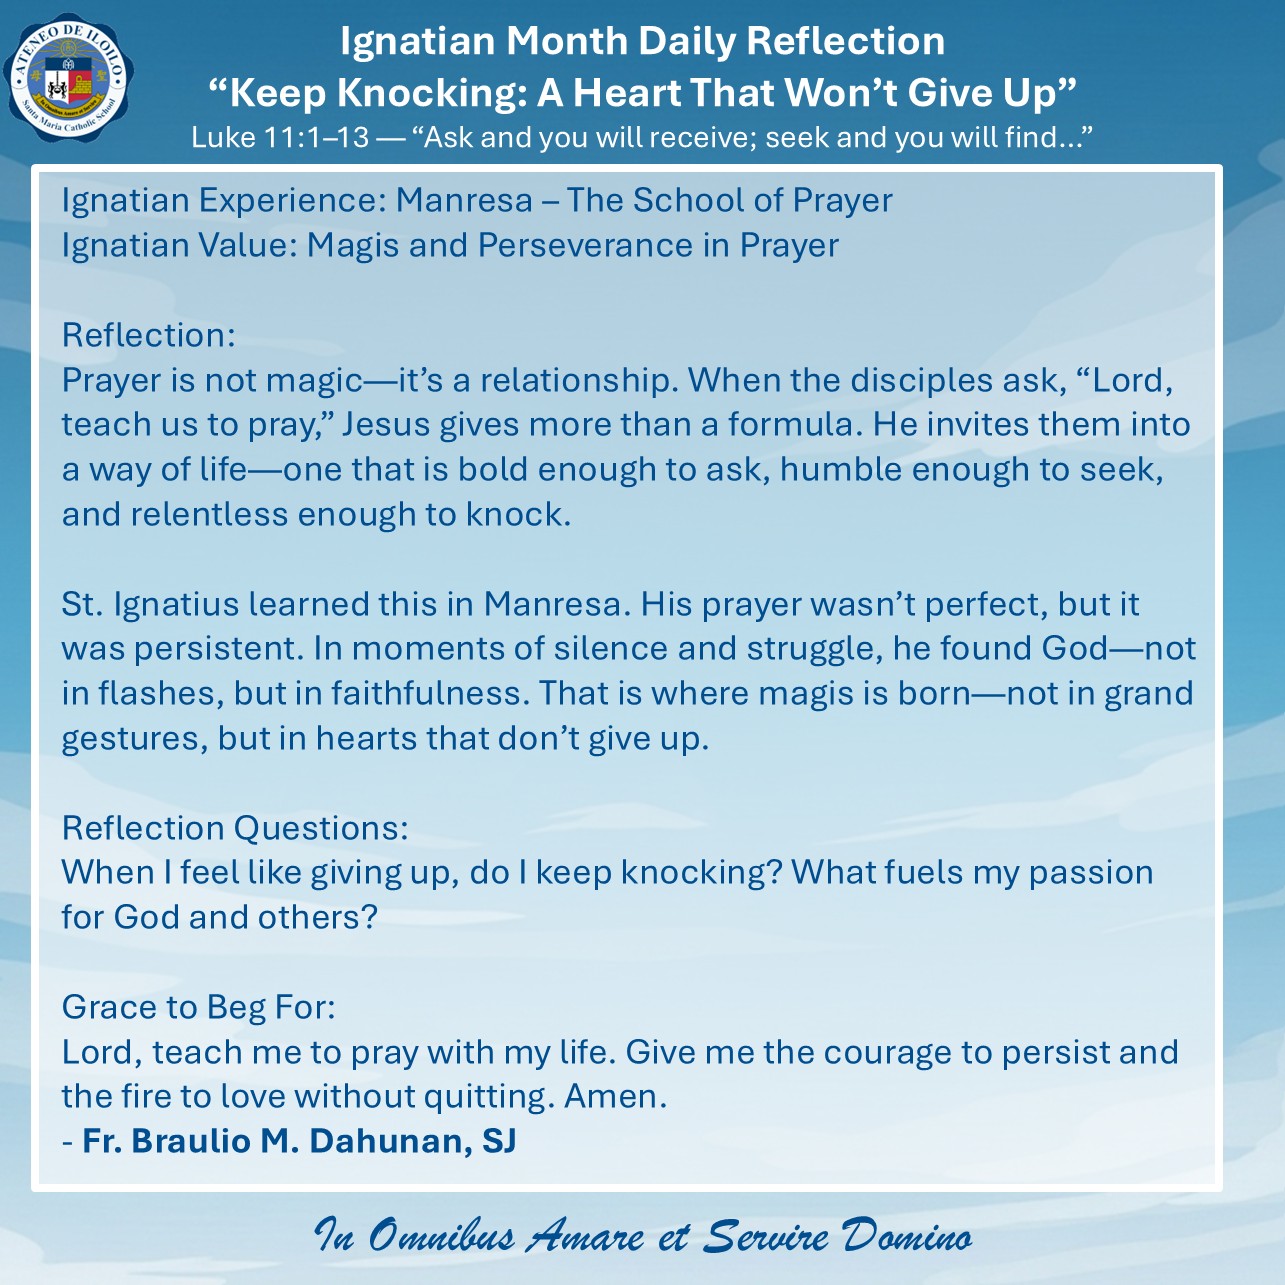 ATENEO DE ILOILO
Santa Maria Catholic School
Ignatian Month Daily Reflection
“Keep Knocking: A Heart That Won’t Give Up”
Luke 11:1–13 — “Ask and you will receive; seek and you will find...”
Ignatian Experience: Manresa – The School of Prayer
Ignatian Value: Magis and Perseverance in Prayer
Reflection:
Prayer is not magic—it’s a relationship. When the disciples ask, “Lord,
teach us to pray,” Jesus gives more than a formula. He invites them into
a way of life—one that is bold enough to ask, humble enough to seek,
and relentless enough to knock.
St. Ignatius learned this in Manresa. His prayer wasn’t perfect, but it
was persistent. In moments of silence and struggle, he found God—not
in flashes, but in faithfulness. That is where magis is born—not in grand
gestures, but in hearts that don’t give up.
Reflection Questions:
When I feel like giving up, do I keep knocking? What fuels my passion
for God and others?
Grace to Beg For:
Lord, teach me to pray with my life. Give me the courage to persist and
the fire to love without quitting. Amen.
- Fr. Braulio M. Dahunan, SJ
In Omnibus Amare et Servire Domino